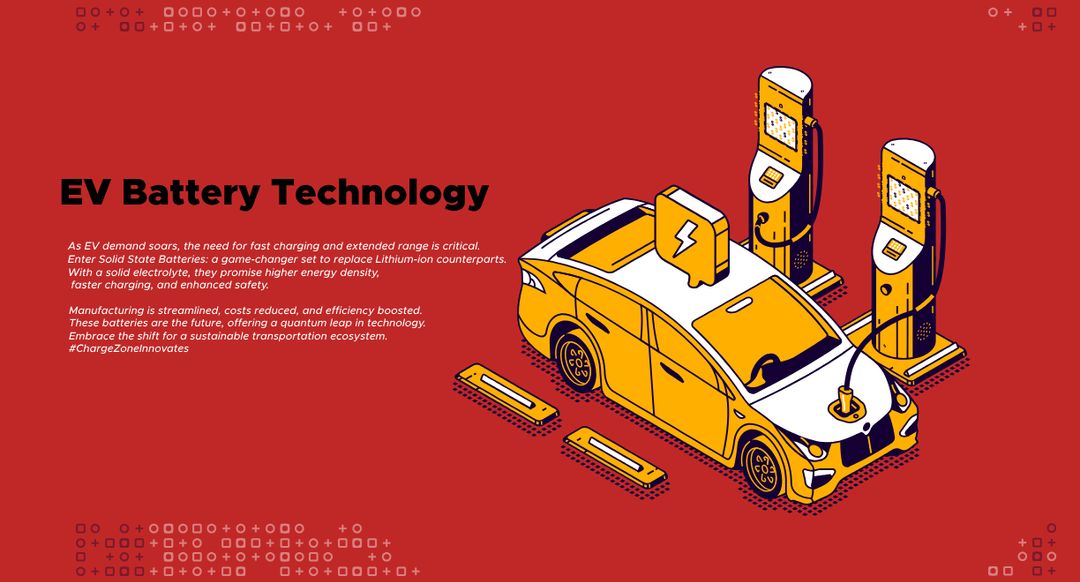 EV Battery Technology
As EV demand soars, the need for fast charging and extended range is critical.
Enter Solid State Batteries: a game-changer set to replace Lithium-ion counterparts.
With a solid electrolyte, they promise higher energy density,
faster charging, and enhanced safety.
Manufacturing is streamlined, costs reduced, and efficiency boosted.
These batteries are the future, offering a quantum leap in technology.
Embrace the shift for a sustainable transportation ecosystem.
#ChargeZoneInnovates